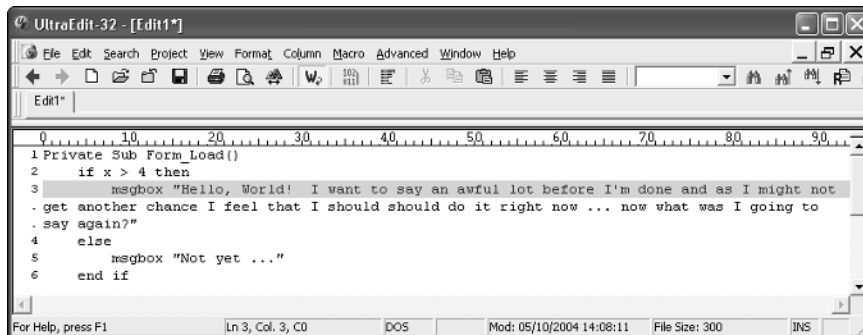 UltraEdit-32 - [Edit1*]
File Edit Search Project View Format Column Macro Advanced Window Help
Edit1*
0 10 20 30 40 50 60 70 80 90
1 Private Sub Form_Load()
2 if x > 4 then
3 msgbox "Hello, World! I want to say an awful lot before I'm done and as I might not
. get another chance I feel that I should should do it right now ... now what was I going to
. say again?"
4 else
5 msgbox "Not yet ..."
6 end if
For Help, press F1 Ln 3, Col. 3, C0 DOS Mod: 05/10/2004 14:08:11 File Size: 300 INS